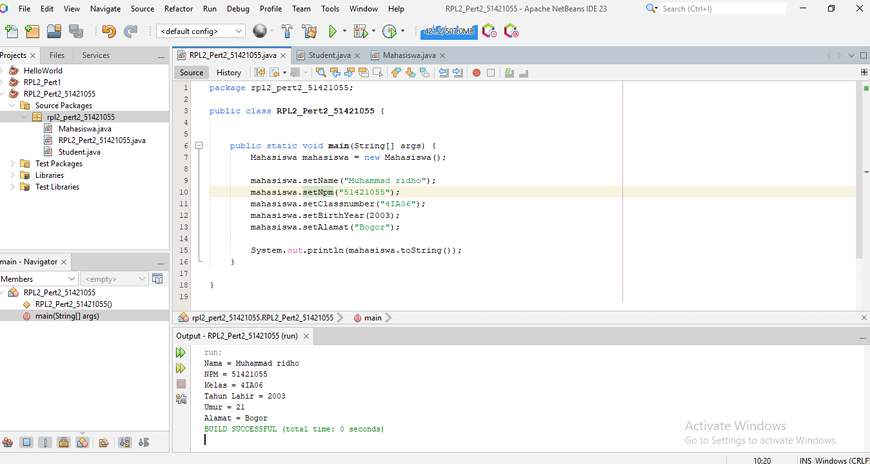 File Edit View Navigate Source Refactor Run Debug Profile Team Tools Window Help
RPL2_Pert2_51421055 - Apache NetBeans IDE 23
Search (Ctrl+I)
<default config>
Projects
Files
Services
HelloWorld
RPL2_Pert1
RPL2_Pert2_51421055
Source Packages
rpl2_pert2_51421055
Mahasiswa.java
RPL2_Pert2_51421055.java
Student.java
Test Packages
Libraries
Test Libraries
main - Navigator
Members
<empty>
RPL2_Pert2_51421055
RPL2_Pert2_51421055()
main(String[] args)
RPL2_Pert2_51421055.java
Student.java
Mahasiswa.java
Source
History
1 package rpl2_pert2_51421055;
2
3 public class RPL2_Pert2_51421055 {
4
5
6 public static void main(String[] args) {
7 Mahasiswa mahasiswa = new Mahasiswa();
8
9 mahasiswa.setName("Muhammad ridho");
10 mahasiswa.setNpm("51421055");
11 mahasiswa.setClassnumber("4IA06");
12 mahasiswa.setBirthYear(2003);
13 mahasiswa.setAlamat("Bogor");
14
15 System.out.println(mahasiswa.toString());
16 }
17
18 }
19
rpl2_pert2_51421055.RPL2_Pert2_51421055
main
Output - RPL2_Pert2_51421055 (run)
run:
Nama = Muhammad ridho
NPM = 51421055
Kelas = 4IA06
Tahun Lahir = 2003
Umur = 21
Alamat = Bogor
BUILD SUCCESSFUL (total time: 0 seconds)
Activate Windows
Go to Settings to activate Windows.
10:20
INS
Windows (CRLF)